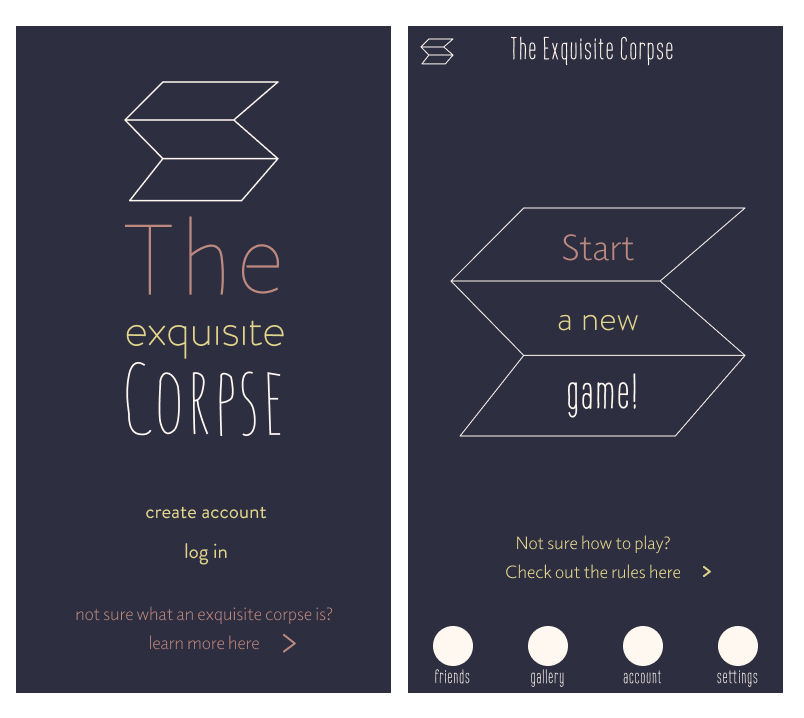 The
exquisite
CORPSE
create account
log in
not sure what an exquisite corpse is?
learn more here >
The Exquisite Corpse
Start
a new
game!
Not sure how to play?
Check out the rules here >
friends gallery account settings